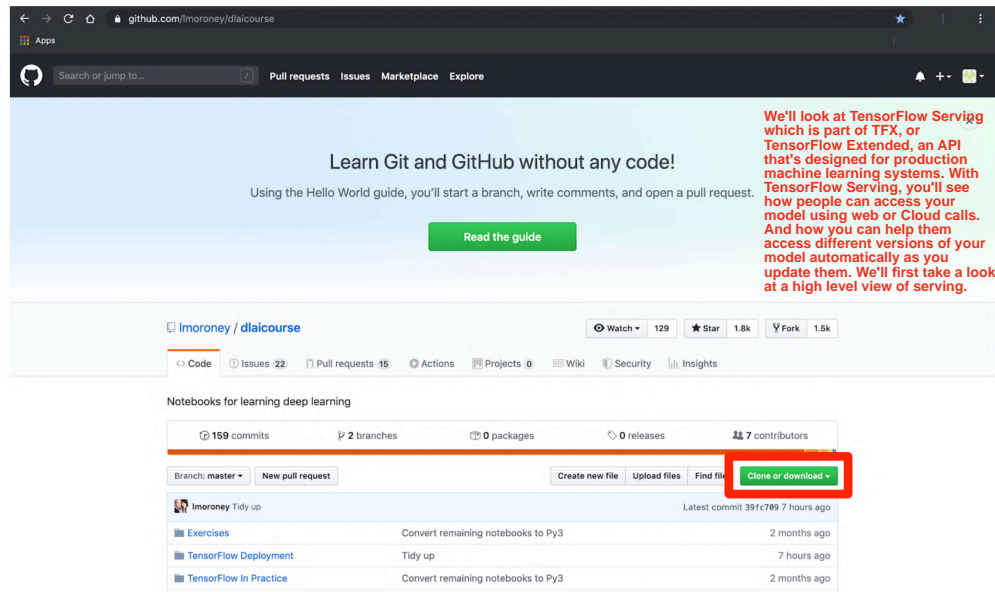 github.com/lmoroney/dlaicourse
Apps
Search or jump to... / Pull requests Issues Marketplace Explore
We'll look at TensorFlow Serving
which is part of TFX, or
TensorFlow Extended, an API
that's designed for production
machine learning systems. With
TensorFlow Serving, you'll see
how people can access your
model using web or Cloud calls.
And how you can help them
access different versions of your
model automatically as you
update them. We'll first take a look
at a high level view of serving.
Learn Git and GitHub without any code!
Using the Hello World guide, you'll start a branch, write comments, and open a pull request.
Read the guide
lmoroney / dlaicourse Watch 129 Star 1.8k Fork 1.5k
Code Issues 22 Pull requests 15 Actions Projects 0 Wiki Security Insights
Notebooks for learning deep learning
159 commits 2 branches 0 packages 0 releases 7 contributors
Branch: master New pull request Create new file Upload files Find file Clone or download
lmoroney Tidy up Latest commit 39fc709 7 hours ago
Exercises Convert remaining notebooks to Py3 2 months ago
TensorFlow Deployment Tidy up 7 hours ago
TensorFlow In Practice Convert remaining notebooks to Py3 2 months ago